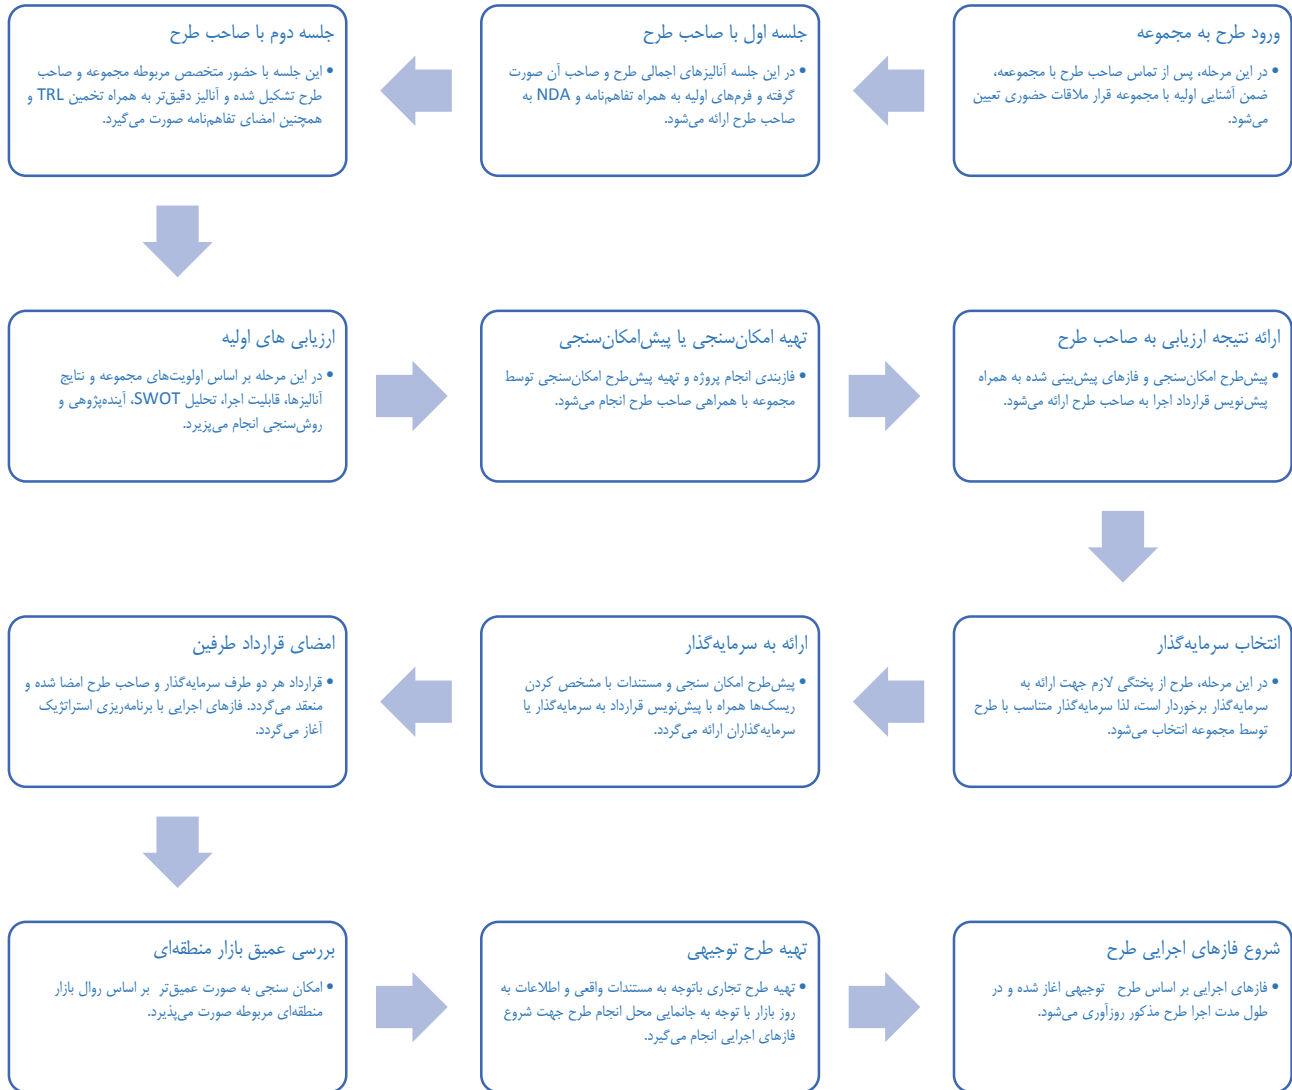 ورود طرح به مجموعه
• در این مرحله، پس از تماس صاحب طرح با مجموععه،
ضمن آشنایی اولیه با مجموعه قرار ملاقات حضوری تعیین
می‌شود.
جلسه اول با صاحب طرح
• در این جلسه آنالیزهای اجمالی طرح و صاحب آن صورت
گرفته و فرم‌های اولیه به همراه تفاهم‌نامه و NDA به
صاحب طرح ارائه می‌شود.
جلسه دوم با صاحب طرح
• این جلسه با حضور متخصص مربوطه مجموعه و صاحب
طرح تشکیل شده و آنالیز دقیق‌تر به همراه تخمین TRL و
همچنین امضای تفاهم‌نامه صورت می‌گیرد.
ارزیابی های اولیه
• در این مرحله بر اساس اولویت‌های مجموعه و نتایج
آنالیزها، قابلیت اجرا، تحلیل SWOT، آینده‌پژوهی و
روش‌سنجی انجام می‌پزیرد.
تهیه امکان‌سنجی یا پیش‌امکان‌سنجی
• فازبندی انجام پروژه و تهیه پیش‌طرح امکان‌سنجی توسط
مجموعه با همراهی صاحب طرح انجام می‌شود.
ارائه نتیجه ارزیابی به صاحب طرح
• پیش‌طرح امکان‌سنجی و فازهای پیش‌بینی شده به همراه
پیش‌نویس قرارداد اجرا به صاحب طرح ارائه می‌شود.
انتخاب سرمایه‌گذار
• در این مرحله، طرح از پختگی لازم جهت ارائه به
سرمایه‌گذار برخوردار است، لذا سرمایه‌گذار متناسب با طرح
توسط مجموعه انتخاب می‌شود.
ارائه به سرمایه‌گذار
• پیش‌طرح امکان سنجی و مستندات با مشخص کردن
ریسک‌ها همراه با پیش‌نویس قرارداد به سرمایه‌گذار یا
سرمایه‌گذاران ارائه می‌گردد.
امضای قرارداد طرفین
• قرارداد هر دو طرف سرمایه‌گذار و صاحب طرح امضا شده و
منعقد می‌گردد. فازهای اجرایی با برنامه‌ریزی استراتژیک
آغاز می‌گردد.
بررسی عمیق بازار منطقه‌ای
• امکان سنجی به صورت عمیق‌تر بر اساس روال بازار
منطقه‌ای مربوطه صورت می‌پذیرد.
تهیه طرح توجیهی
• تهیه طرح تجاری باتوجه به مستندات واقعی و اطلاعات به
روز بازار با توجه به جانمایی محل انجام طرح جهت شروع
فازهای اجرایی انجام می‌گیرد.
شروع فازهای اجرایی طرح
• فازهای اجرایی بر اساس طرح توجیهی اغاز شده و در
طول مدت اجرا طرح مذکور روزآوری می‌شود.